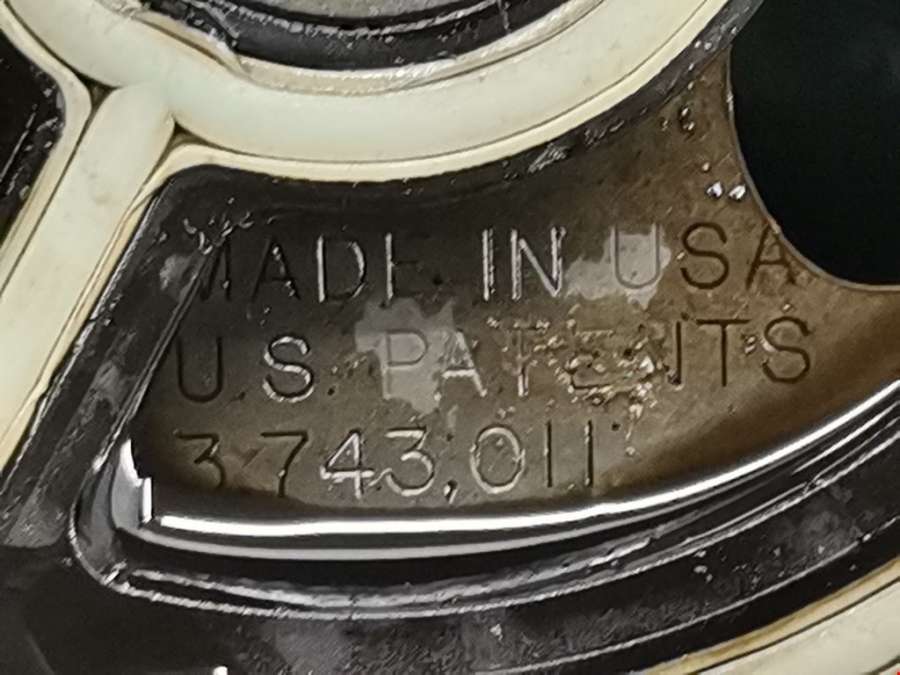 MADE IN USA
U.S. PATENTS
3,743,011